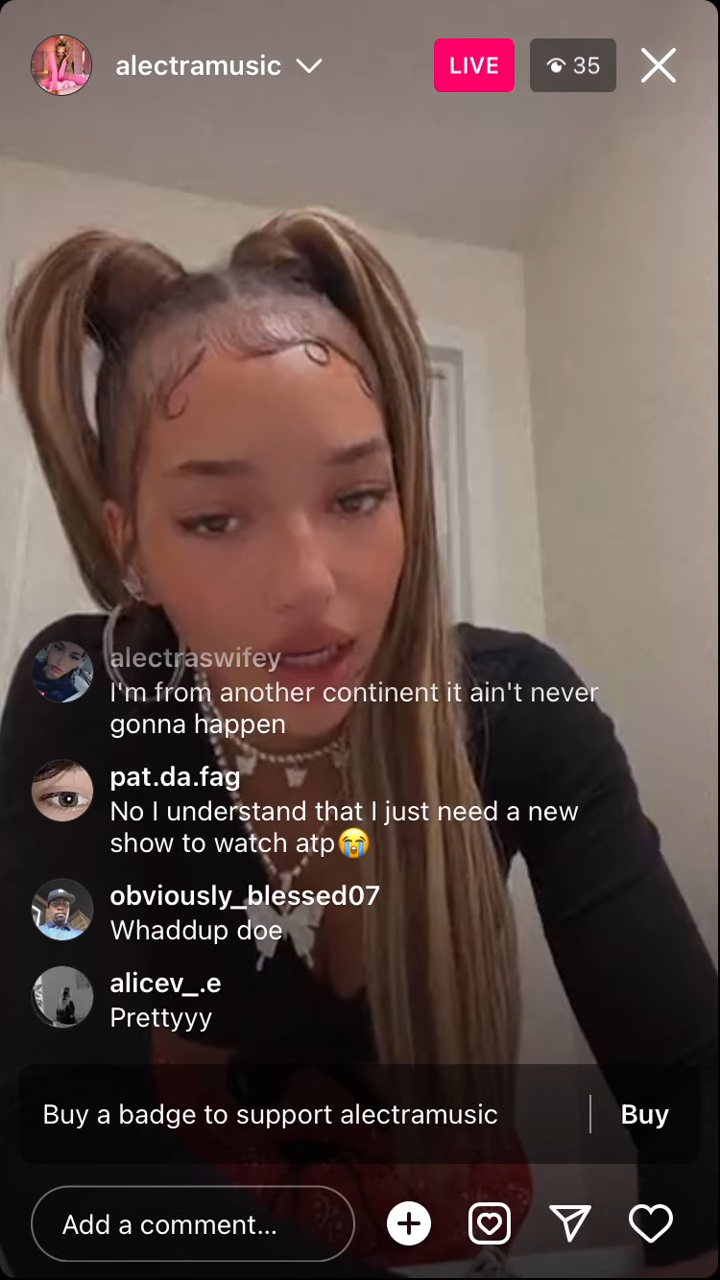 alectramusic
LIVE
35
alectraswifey
I'm from another continent it ain't never
gonna happen
pat.da.fag
No I understand that I just need a new
show to watch atp😭
obviously_blessed07
Whaddup doe
alicev_.e
Prettyyy
Buy a badge to support alectramusic
Buy
Add a comment...